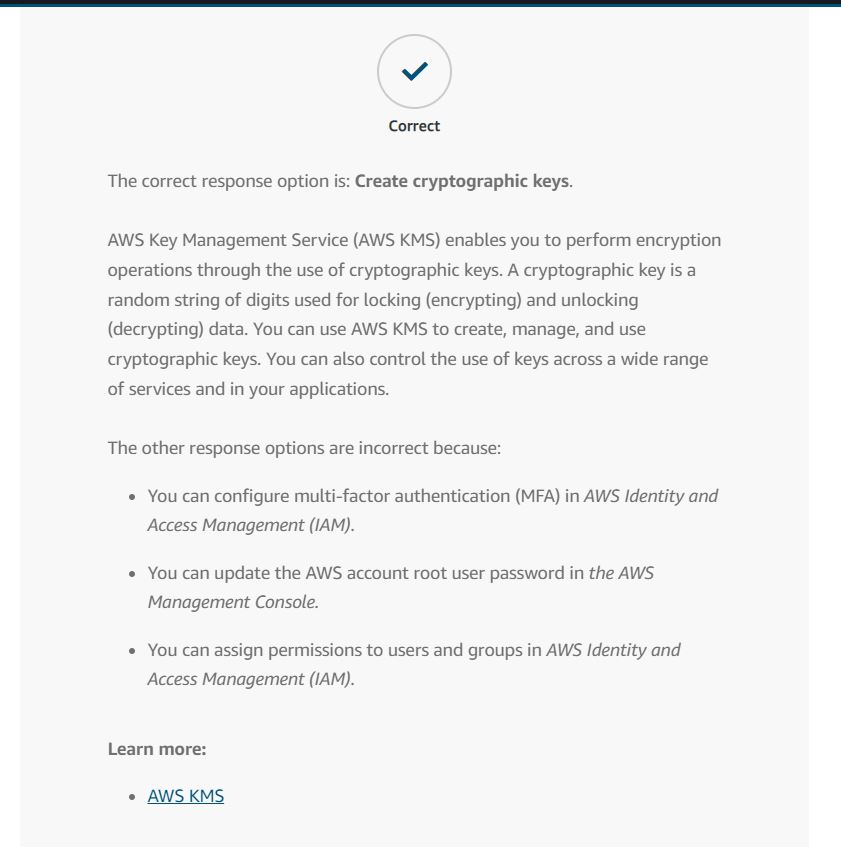 Correct
The correct response option is: Create cryptographic keys.
AWS Key Management Service (AWS KMS) enables you to perform encryption
operations through the use of cryptographic keys. A cryptographic key is a
random string of digits used for locking (encrypting) and unlocking
(decrypting) data. You can use AWS KMS to create, manage, and use
cryptographic keys. You can also control the use of keys across a wide range
of services and in your applications.
The other response options are incorrect because:
• You can configure multi-factor authentication (MFA) in AWS Identity and
Access Management (IAM).
• You can update the AWS account root user password in the AWS
Management Console.
• You can assign permissions to users and groups in AWS Identity and
Access Management (IAM).
Learn more:
• AWS KMS